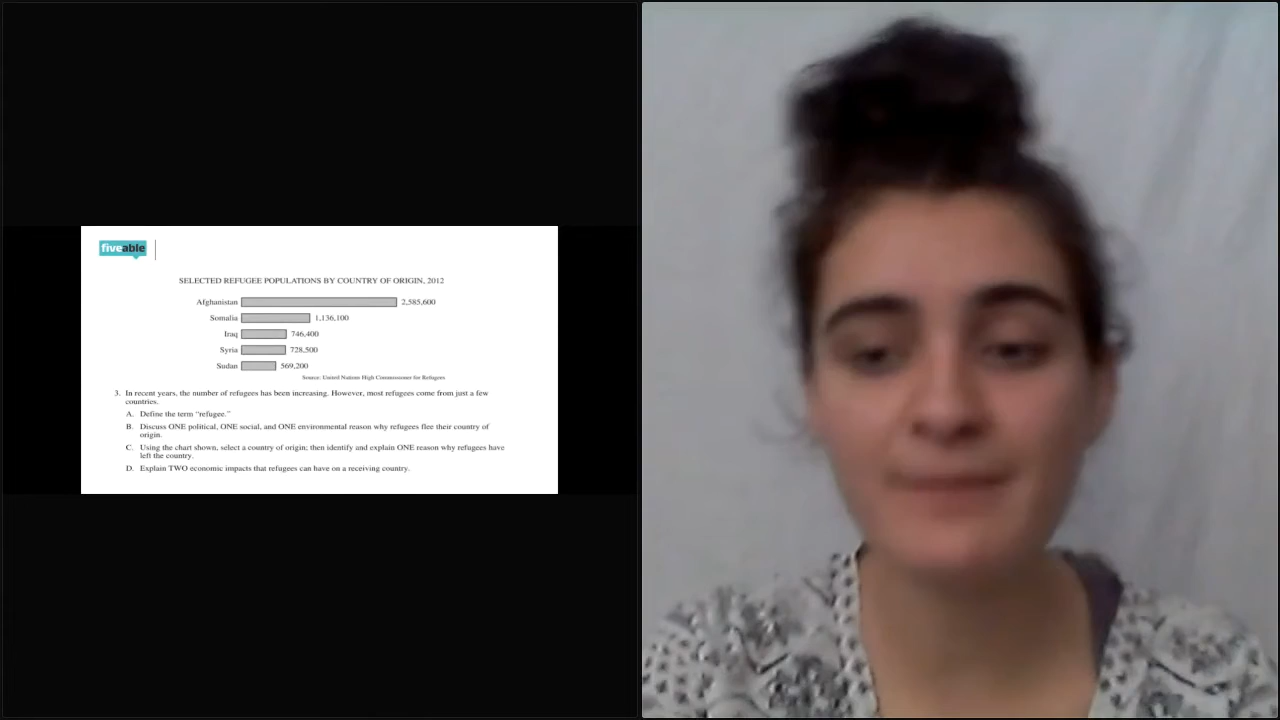 fiveable
SELECTED REFUGEE POPULATIONS BY COUNTRY OF ORIGIN, 2012
Afghanistan 2,585,600
Somalia 1,136,100
Iraq 746,400
Syria 728,500
Sudan 569,200
Source: United Nations High Commissioner for Refugees
3. In recent years, the number of refugees has been increasing. However, most refugees come from just a few
countries.
A. Define the term “refugee.”
B. Discuss ONE political, ONE social, and ONE environmental reason why refugees flee their country of
origin.
C. Using the chart shown, select a country of origin; then identify and explain ONE reason why refugees have
left the country.
D. Explain TWO economic impacts that refugees can have on a receiving country.